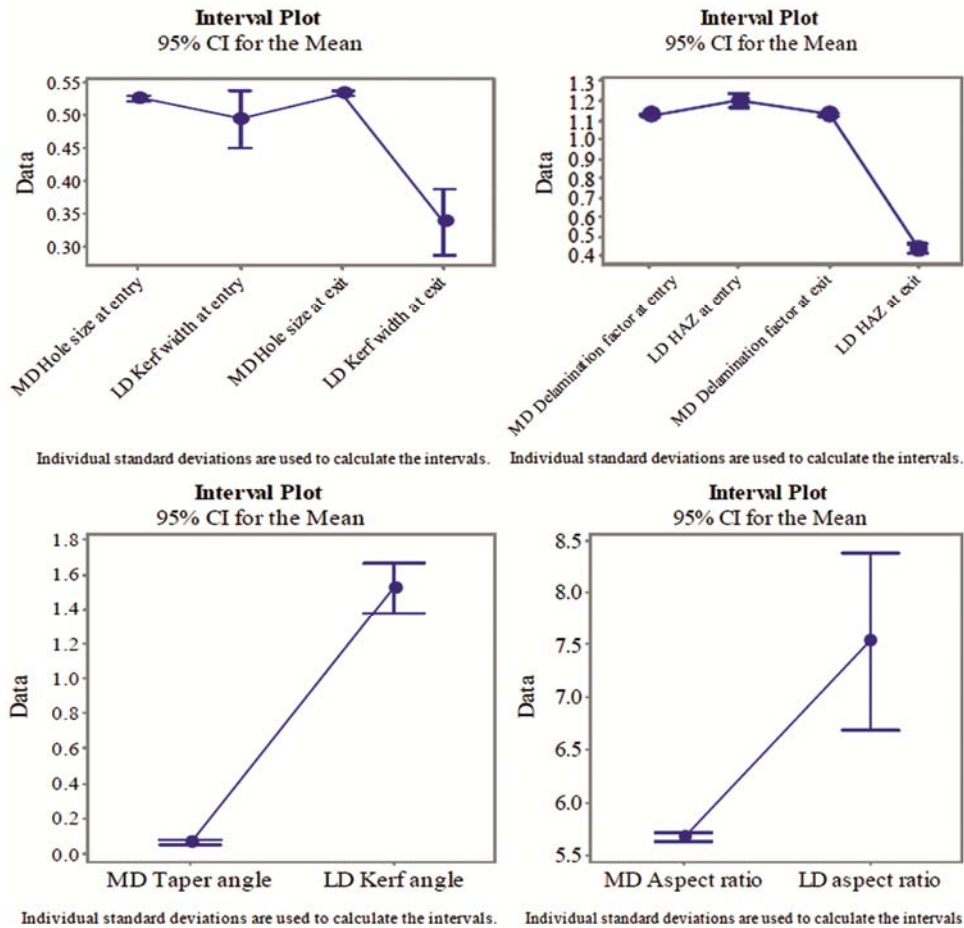 Interval Plot
95% CI for the Mean
Data
0.55
0.50
0.45
0.40
0.35
0.30
MD Hole size at entry
LD Kerf width at entry
MD Hole size at exit
LD Kerf width at exit
Individual standard deviations are used to calculate the intervals.
Interval Plot
95% CI for the Mean
Data
1.3
1.2
1.1
1.0
0.9
0.8
0.7
0.6
0.5
0.4
MD Delamination factor at entry
LD HAZ at entry
MD Delamination factor at exit
LD HAZ at exit
Individual standard deviations are used to calculate the intervals.
Interval Plot
95% CI for the Mean
Data
1.8
1.6
1.4
1.2
1.0
0.8
0.6
0.4
0.2
0.0
MD Taper angle
LD Kerf angle
Individual standard deviations are used to calculate the intervals.
Interval Plot
95% CI for the Mean
Data
8.5
8.0
7.5
7.0
6.5
6.0
5.5
MD Aspect ratio
LD aspect ratio
Individual standard deviations are used to calculate the intervals